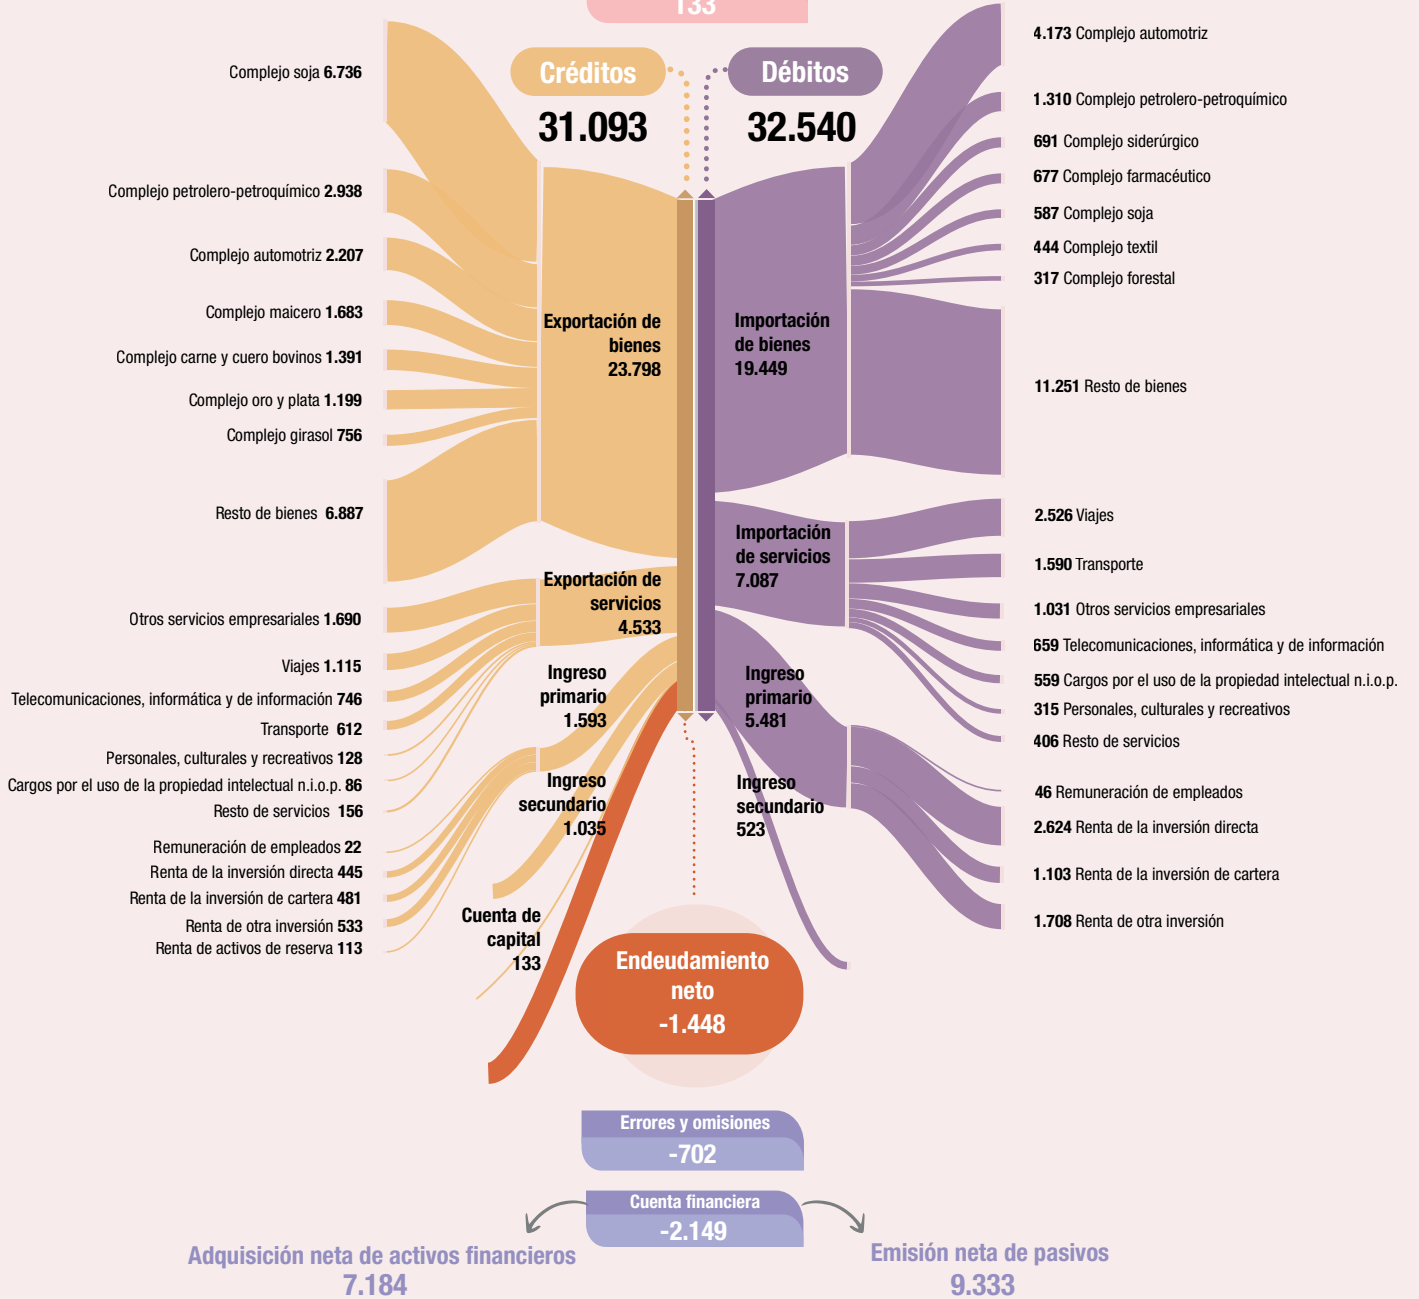 133
Créditos
31.093
Débitos
32.540
Complejo soja 6.736
Complejo petrolero-petroquímico 2.938
Complejo automotriz 2.207
Complejo maicero 1.683
Complejo carne y cuero bovinos 1.391
Complejo oro y plata 1.199
Complejo girasol 756
Resto de bienes 6.887
Otros servicios empresariales 1.690
Viajes 1.115
Telecomunicaciones, informática y de información 746
Transporte 612
Personales, culturales y recreativos 128
Cargos por el uso de la propiedad intelectual n.i.o.p. 86
Resto de servicios 156
Remuneración de empleados 22
Renta de la inversión directa 445
Renta de la inversión de cartera 481
Renta de otra inversión 533
Renta de activos de reserva 113
Exportación de
bienes
23.798
Exportación de
servicios
4.533
Ingreso
primario
1.593
Ingreso
secundario
1.035
Cuenta de
capital
133
Importación
de bienes
19.449
Importación
de servicios
7.087
Ingreso
primario
5.481
Ingreso
secundario
523
4.173 Complejo automotriz
1.310 Complejo petrolero-petroquímico
691 Complejo siderúrgico
677 Complejo farmacéutico
587 Complejo soja
444 Complejo textil
317 Complejo forestal
11.251 Resto de bienes
2.526 Viajes
1.590 Transporte
1.031 Otros servicios empresariales
659 Telecomunicaciones, informática y de información
559 Cargos por el uso de la propiedad intelectual n.i.o.p.
315 Personales, culturales y recreativos
406 Resto de servicios
46 Remuneración de empleados
2.624 Renta de la inversión directa
1.103 Renta de la inversión de cartera
1.708 Renta de otra inversión
Endeudamiento
neto
-1.448
Errores y omisiones
-702
Cuenta financiera
-2.149
Adquisición neta de activos financieros
7.184
Emisión neta de pasivos
9.333